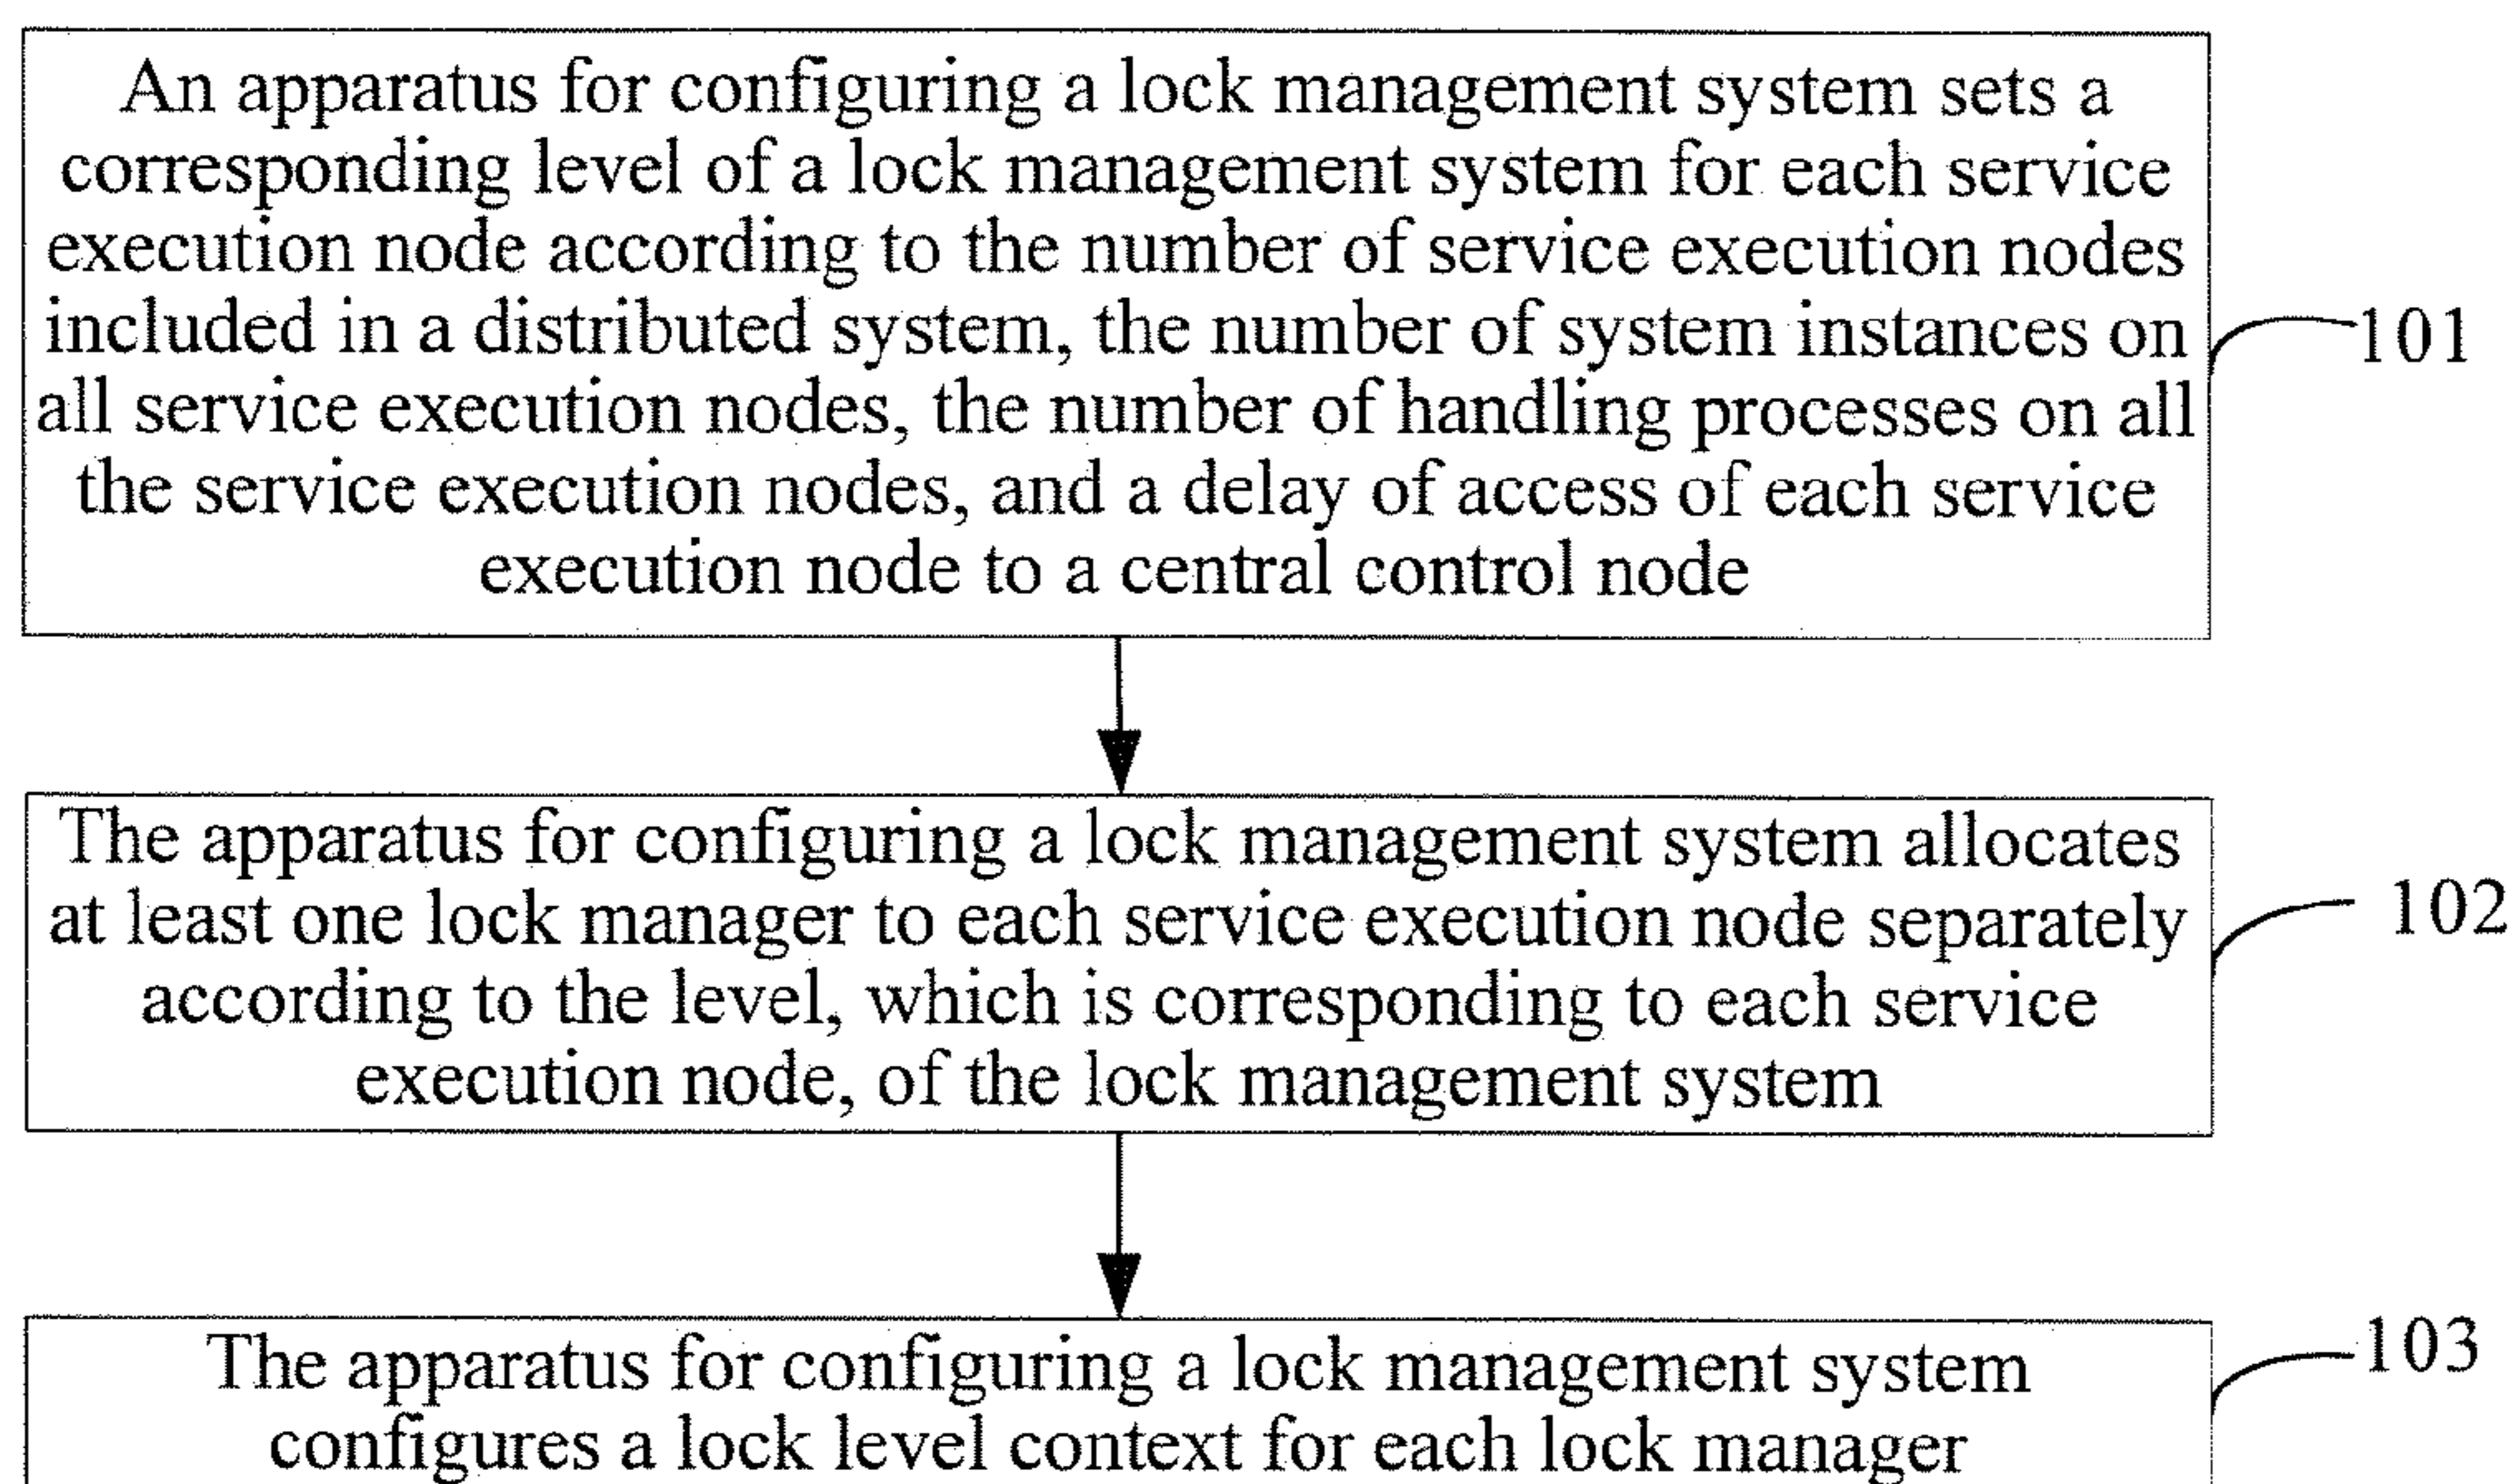 An apparatus for configuring a lock management system sets a
corresponding level of a lock management system for each service
execution node according to the number of service execution nodes
included in a distributed system, the number of system instances on
all service execution nodes, the number of handling processes on all
the service execution nodes, and a delay of access of each service
execution node to a central control node
101
The apparatus for configuring a lock management system allocates
at least one lock manager to each service execution node separately
according to the level, which is corresponding to each service
execution node, of the lock management system
102
The apparatus for configuring a lock management system
configures a lock level context for each lock manager
103